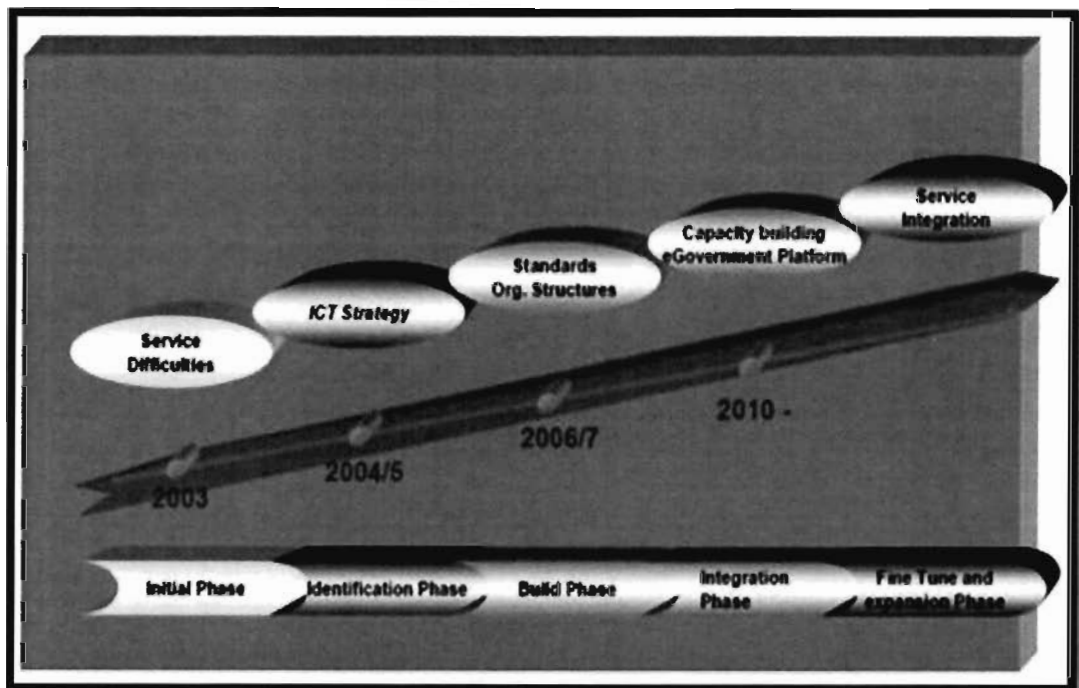 Service
Integration
Capacity building
eGovernment Platform
Standards
Org. Structures
ICT Strategy
Service
Difficulties
2003
2004/5
2006/7
2010 -
Initial Phase
Identification Phase
Build Phase
Integration
Phase
Fine Tune and
expansion Phase